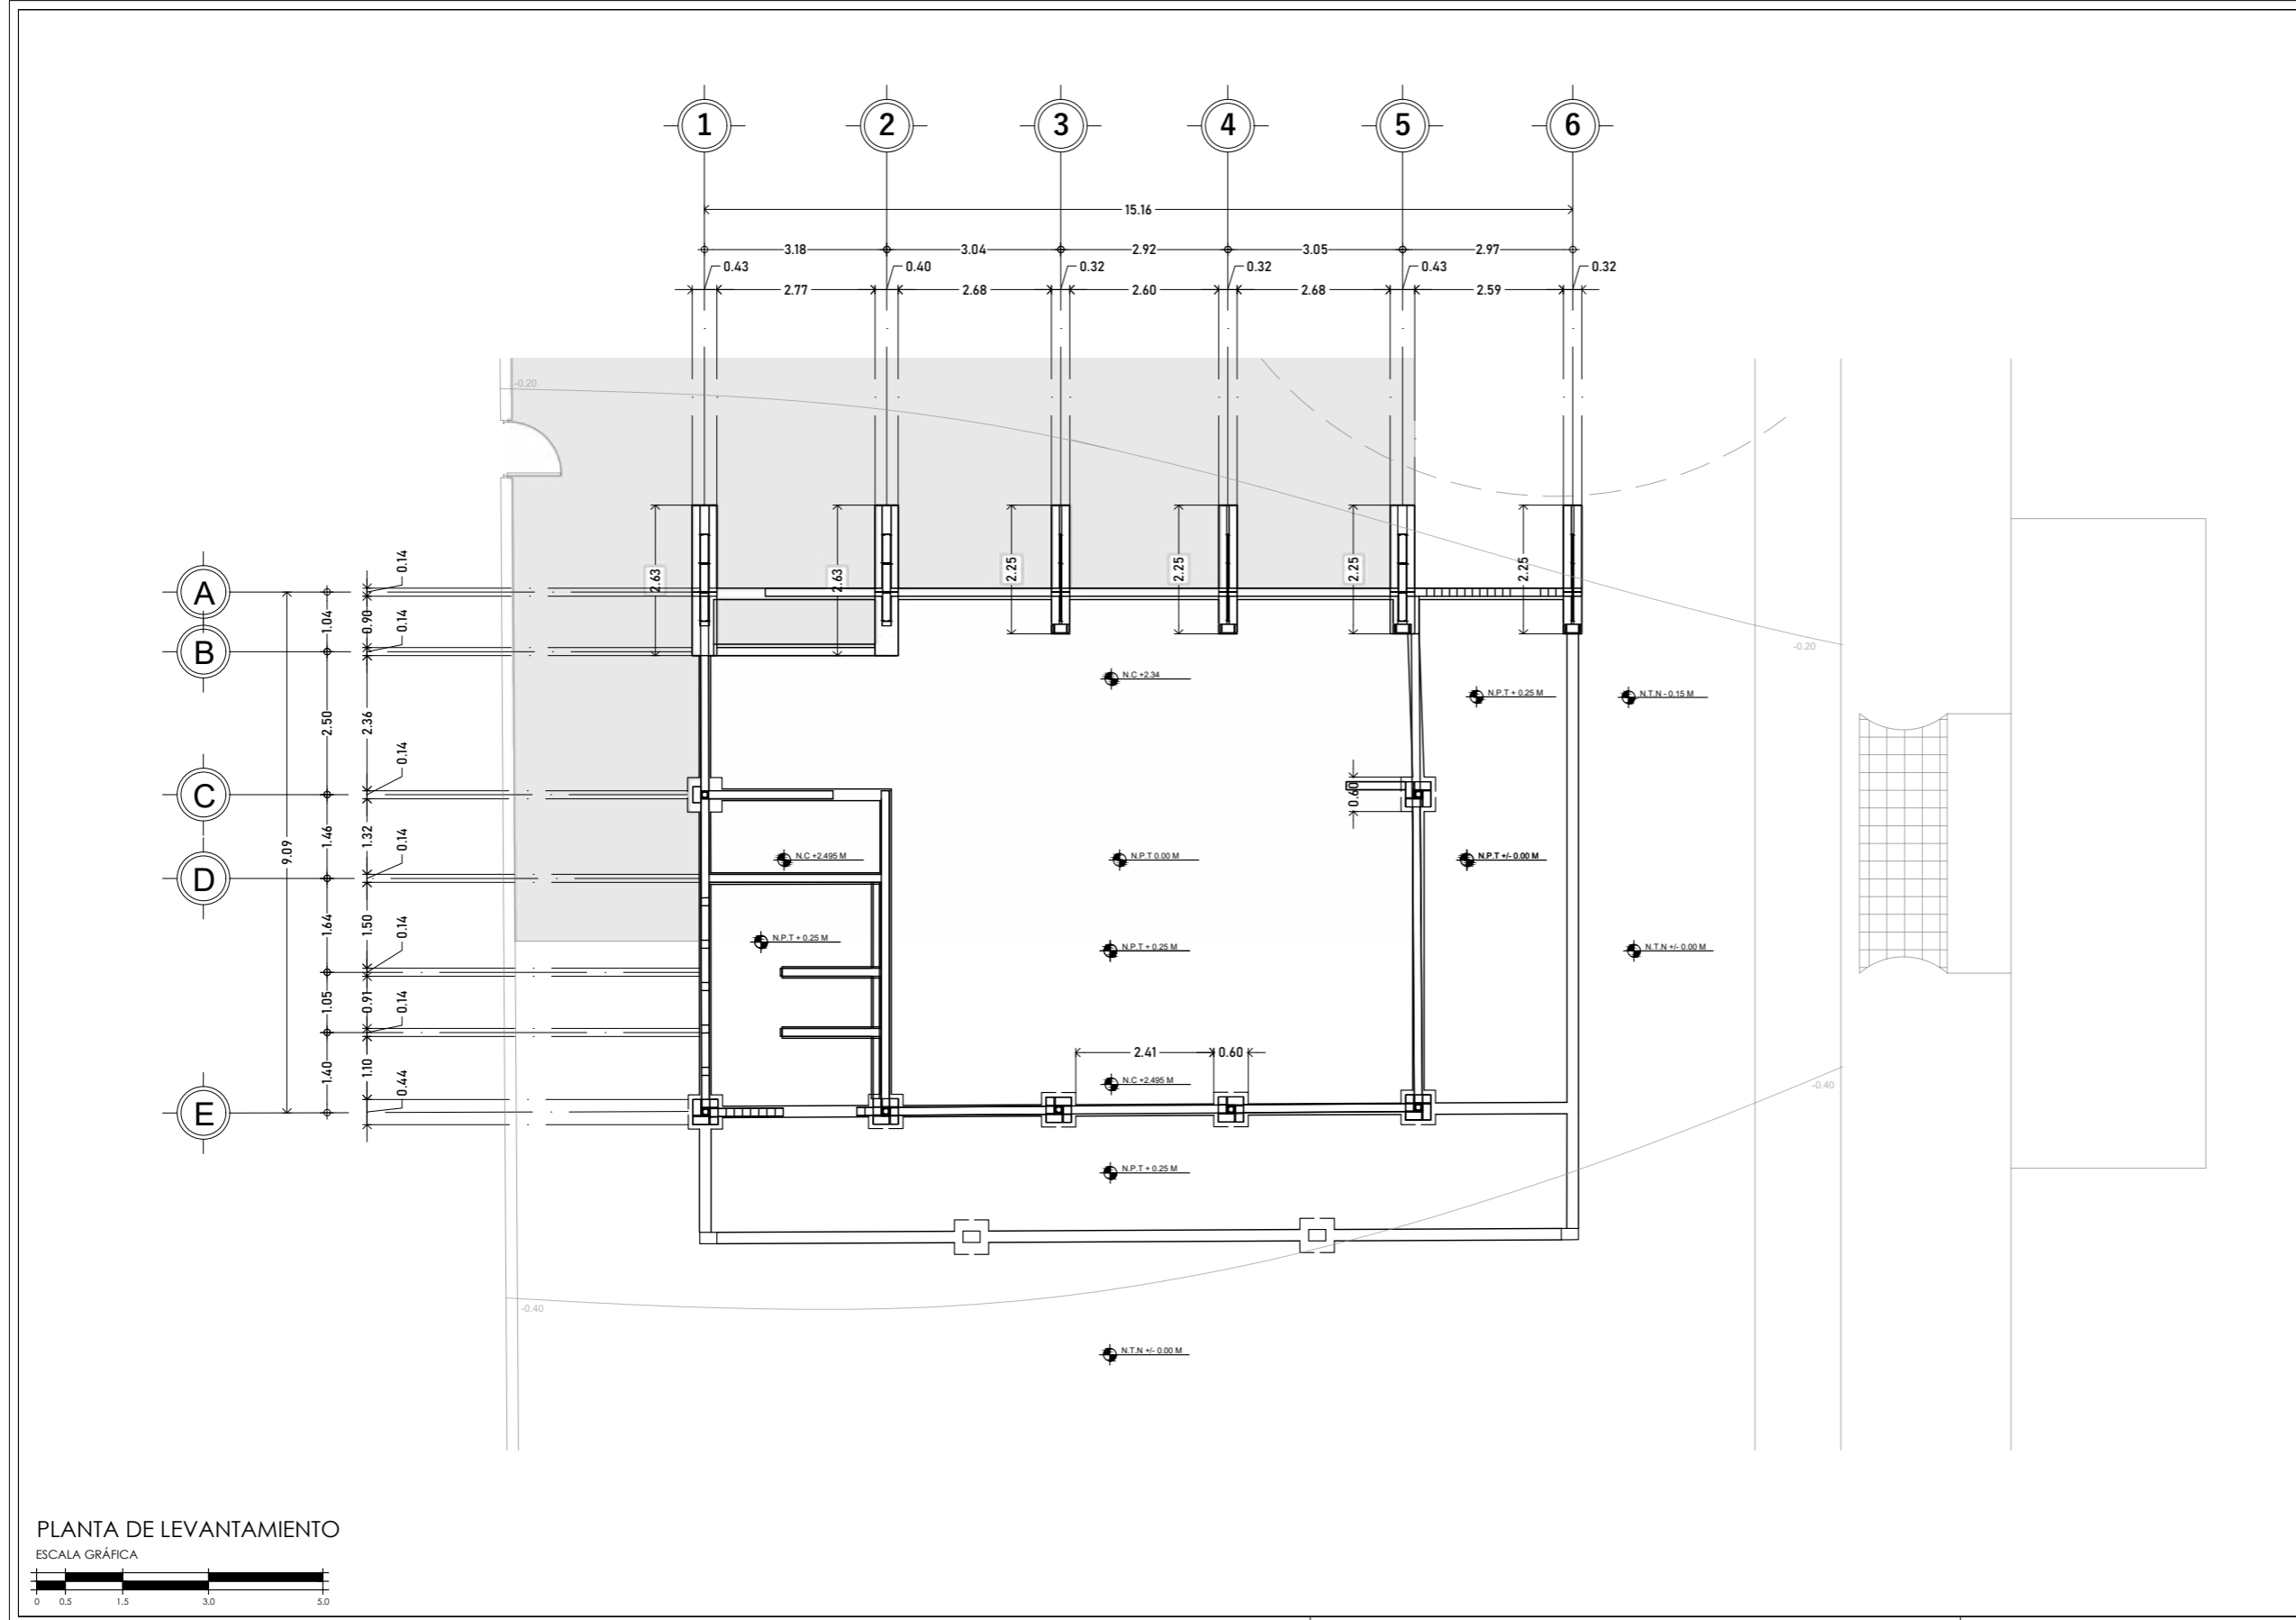 1 2 3 4 5 6
15.16
3.18 3.04 2.92 3.05 2.97
0.43 0.40 0.32 0.32 0.43 0.32
2.77 2.68 2.60 2.68 2.59
-0.20
2.63 2.63 2.25 2.25 2.25 2.25
A
B
C
D
E
9.09
1.04
2.50
1.46
1.64
1.05
1.40
0.90
2.36
1.32
1.50
0.91
1.10
0.14
0.14
0.14
0.14
0.14
0.14
0.44
-0.20
N.C +2.34
N.P.T + 0.25 M
N.T.N - 0.15 M
0.60
N.C +2.495 M
N.P.T 0.00 M
N.P.T +/- 0.00 M
N.P.T + 0.25 M
N.P.T + 0.25 M
N.T.N +/- 0.00 M
2.41 0.60
N.C +2.495 M
-0.40
N.P.T + 0.25 M
-0.40
N.T.N +/- 0.00 M
PLANTA DE LEVANTAMIENTO
ESCALA GRÁFICA
0 0.5 1.5 3.0 5.0